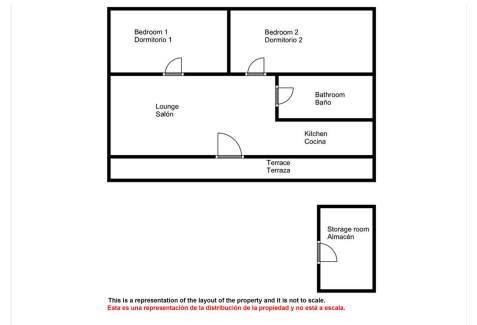 Bedroom 1
Dormitorio 1
Bedroom 2
Dormitorio 2
Bathroom
Baño
Lounge
Salón
Kitchen
Cocina
Terrace
Terraza
Storage room
Almacén
This is a representation of the layout of the property and it is not to scale.
Esta es una representación de la distribución de la propiedad y no está a escala.